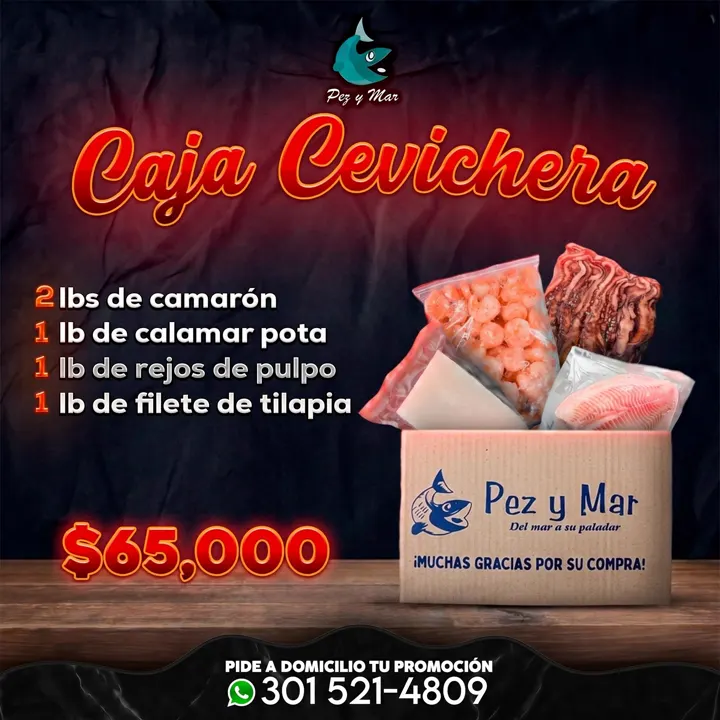 Pez y Mar
Caja Cevichera
2 lbs de camarón
1 lb de calamar pota
1 lb de rejos de pulpo
1 lb de filete de tilapia
$65,000
Pez y Mar
Del mar a su paladar
¡MUCHAS GRACIAS POR SU COMPRA!
PIDE A DOMICILIO TU PROMOCIÓN
301 521-4809